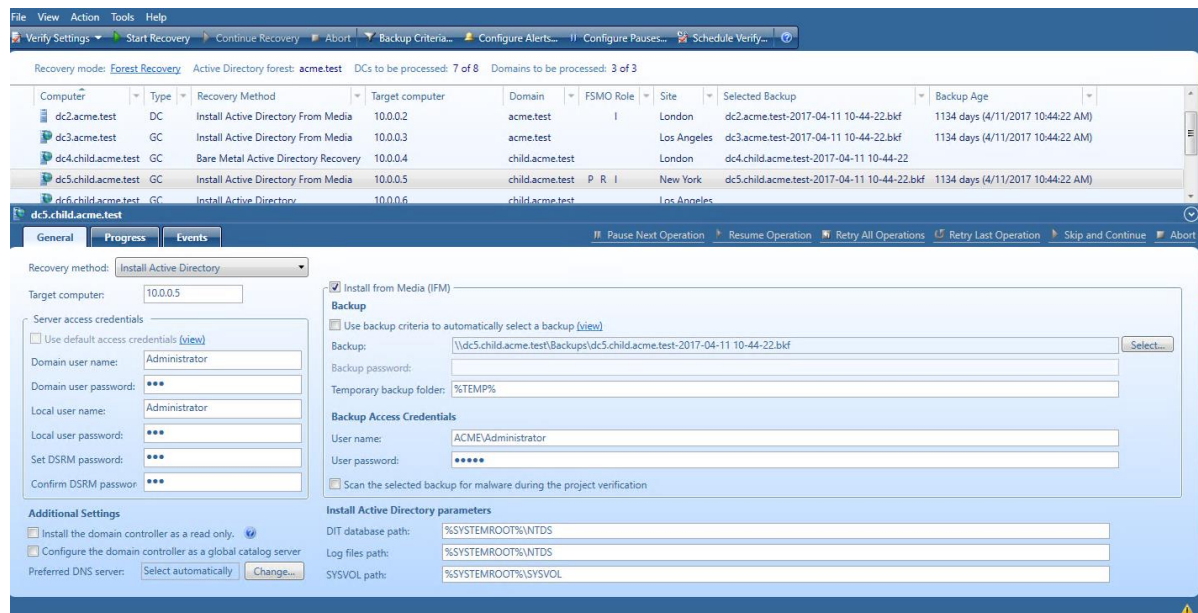 File View Action Tools Help
Verify Settings Start Recovery Continue Recovery Abort Backup Criteria... Configure Alerts... Configure Pauses... Schedule Verify...
Recovery mode: Forest Recovery Active Directory forest: acme.test DCs to be processed: 7 of 8 Domains to be processed: 3 of 3
Computer Type Recovery Method Target computer Domain FSMO Role Site Selected Backup Backup Age
dc2.acme.test DC Install Active Directory From Media 10.0.0.2 acme.test I London dc2.acme.test-2017-04-11 10-44-22.bkf 1134 days (4/11/2017 10:44:22 AM)
dc3.acme.test GC Install Active Directory From Media 10.0.0.3 acme.test Los Angeles dc3.acme.test-2017-04-11 10-44-22.bkf 1134 days (4/11/2017 10:44:22 AM)
dc4.child.acme.test GC Bare Metal Active Directory Recovery 10.0.0.4 child.acme.test London dc4.child.acme.test-2017-04-11 10-44-22
dc5.child.acme.test GC Install Active Directory From Media 10.0.0.5 child.acme.test P R I New York dc5.child.acme.test-2017-04-11 10-44-22.bkf 1134 days (4/11/2017 10:44:22 AM)
dc6.child.acme.test GC Install Active Directory 10.0.0.6 child.acme.test Los Angeles
dc5.child.acme.test
General Progress Events Pause Next Operation Resume Operation Retry All Operations Retry Last Operation Skip and Continue Abort
Recovery method: Install Active Directory
Target computer: 10.0.0.5
Server access credentials
Use default access credentials (view)
Domain user name: Administrator
Domain user password: •••
Local user name: Administrator
Local user password: •••
Set DSRM password: •••
Confirm DSRM passwor •••
Additional Settings
Install the domain controller as a read only.
Configure the domain controller as a global catalog server
Preferred DNS server: Select automatically Change...
Install from Media (IFM)
Backup
Use backup criteria to automatically select a backup (view)
Backup: \\dc5.child.acme.test\Backups\dc5.child.acme.test-2017-04-11 10-44-22.bkf Select...
Backup password:
Temporary backup folder: %TEMP%
Backup Access Credentials
User name: ACME\Administrator
User password: •••••
Scan the selected backup for malware during the project verification
Install Active Directory parameters
DIT database path: %SYSTEMROOT%\NTDS
Log files path: %SYSTEMROOT%\NTDS
SYSVOL path: %SYSTEMROOT%\SYSVOL